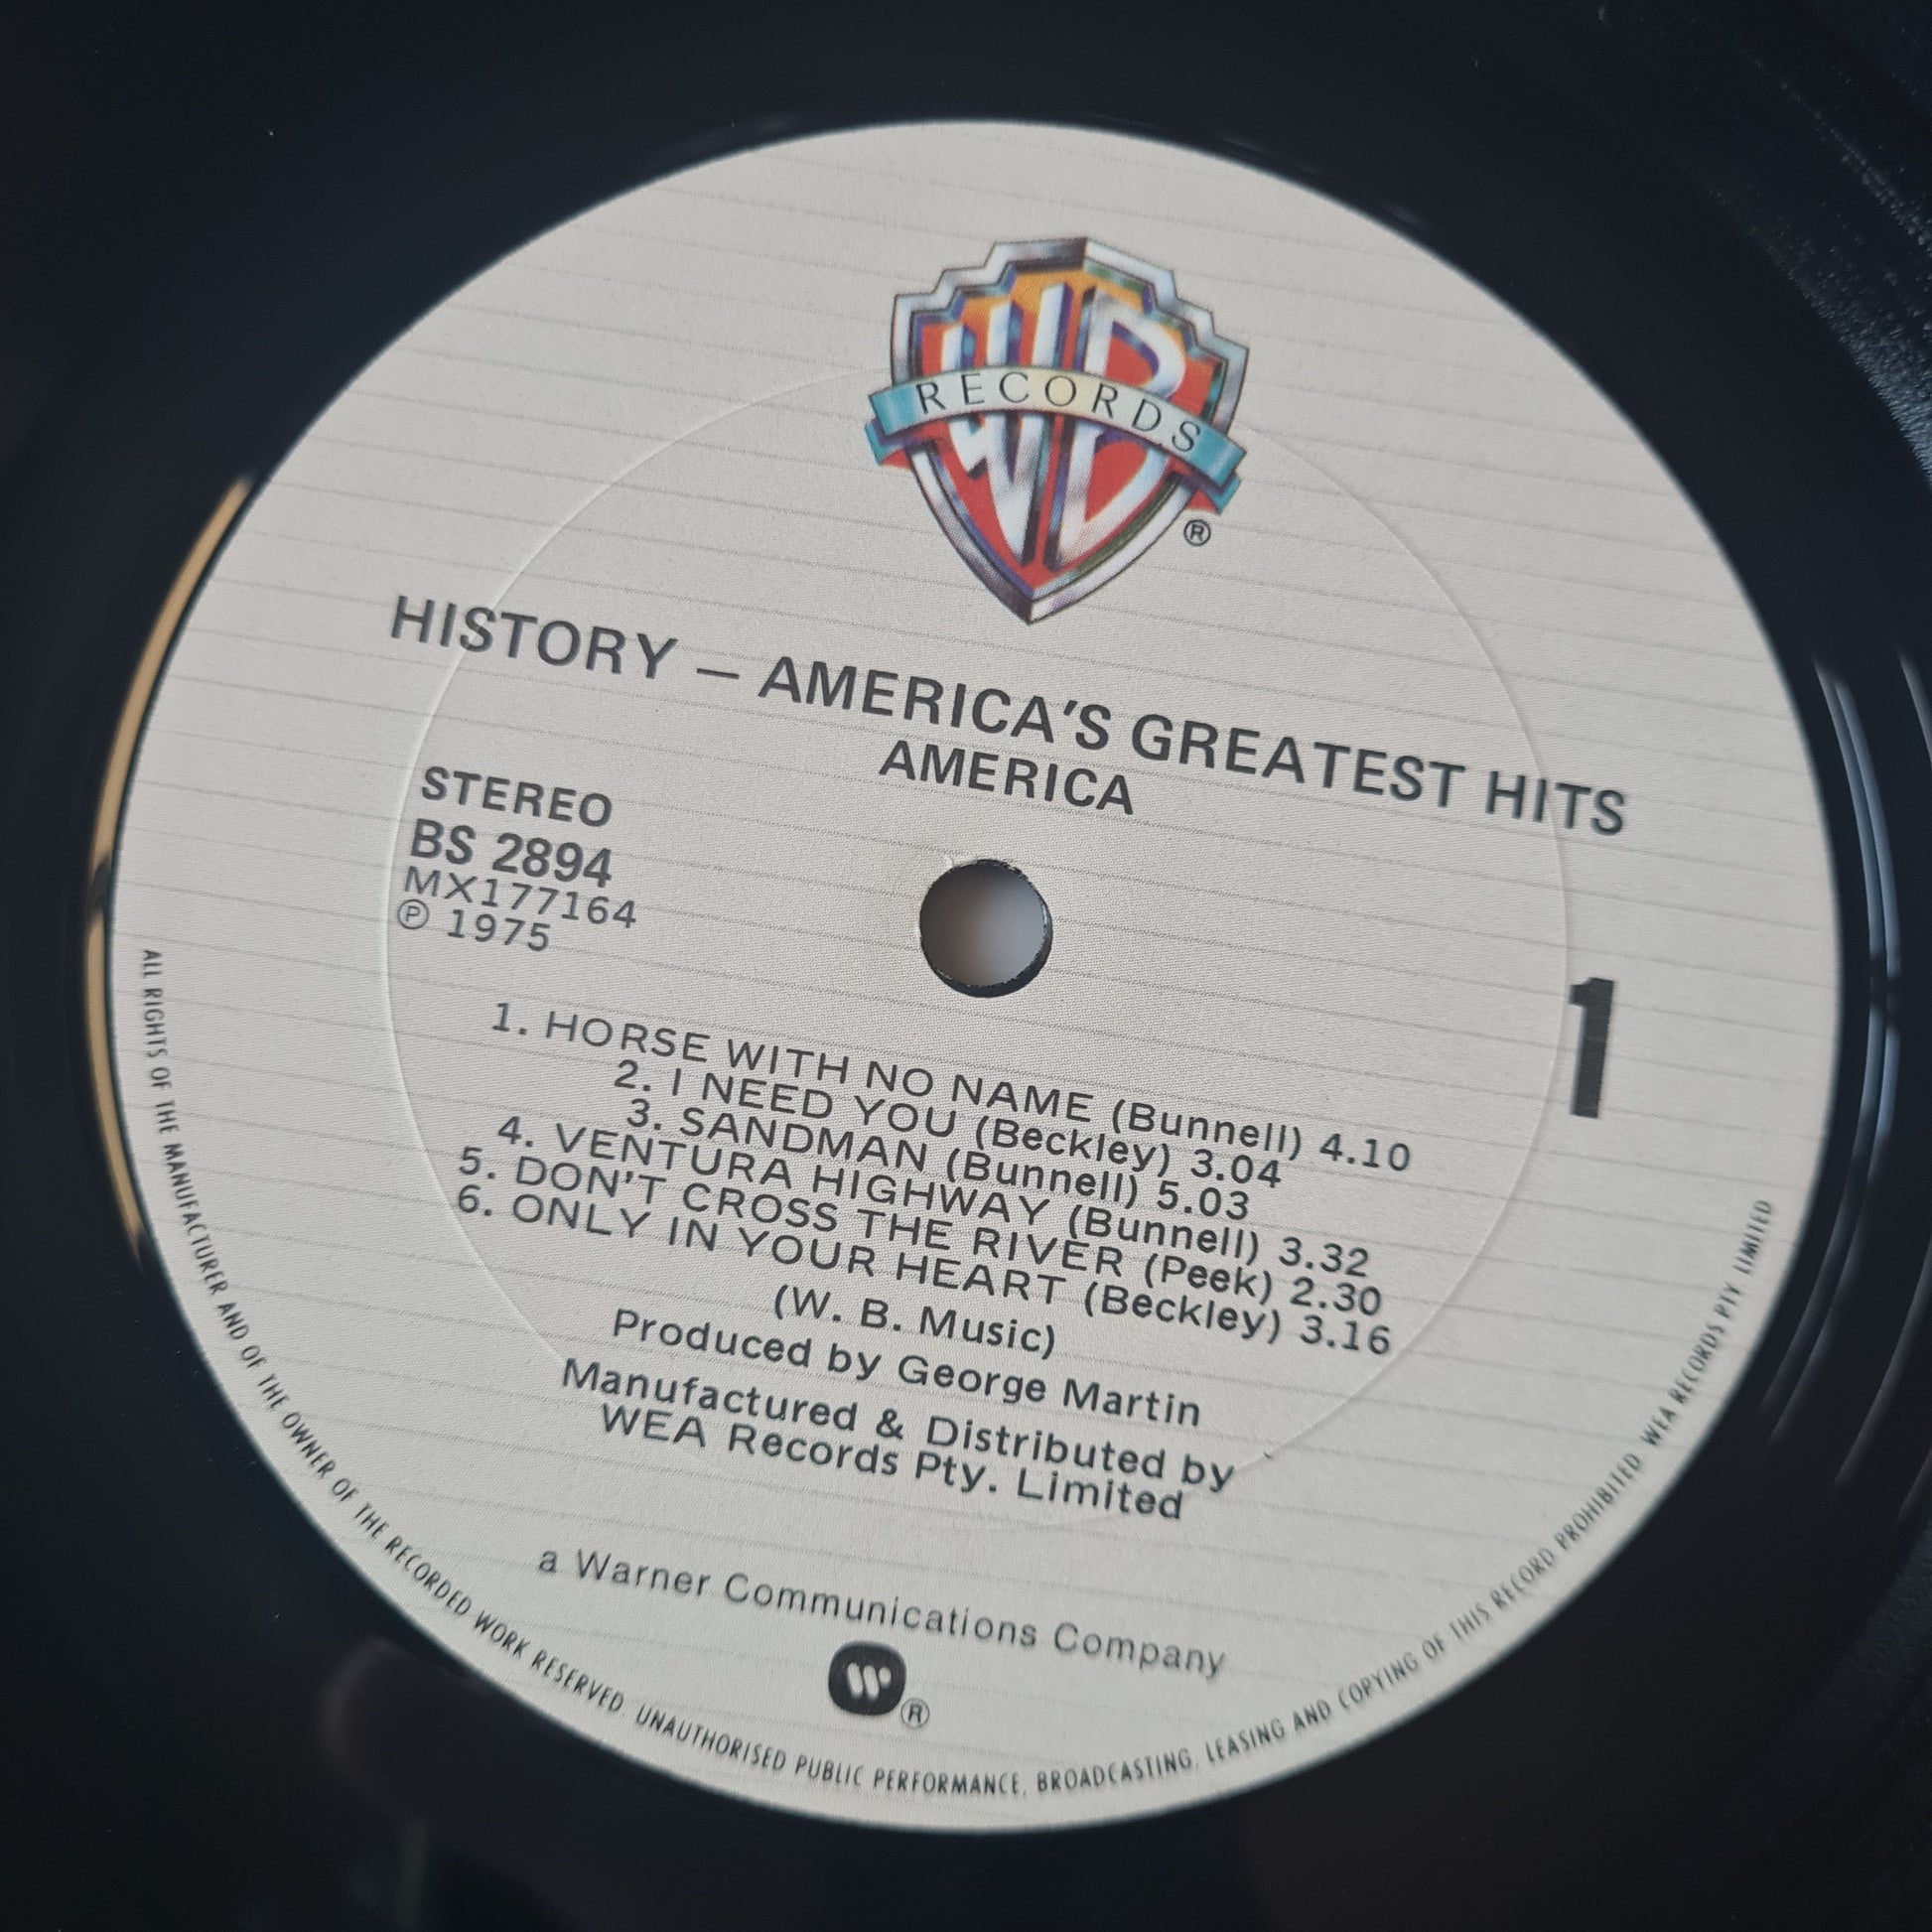 WB
RECORDS
®
HISTORY – AMERICA'S GREATEST HITS
AMERICA
STEREO
BS 2894
MX177164
℗ 1975
1
1. HORSE WITH NO NAME (Bunnell) 4.10
2. I NEED YOU (Beckley) 3.04
3. SANDMAN (Bunnell) 5.03
4. VENTURA HIGHWAY (Bunnell) 3.32
5. DON'T CROSS THE RIVER (Peek) 2.30
6. ONLY IN YOUR HEART (Beckley) 3.16
(W. B. Music)
Produced by George Martin
Manufactured & Distributed by
WEA Records Pty. Limited
a Warner Communications Company
®
ALL RIGHTS OF THE MANUFACTURER AND OF THE OWNER OF THE RECORDED WORK RESERVED. UNAUTHORISED PUBLIC PERFORMANCE, BROADCASTING, LEASING AND COPYING OF THIS RECORD PROHIBITED. WEA RECORDS PTY. LIMITED